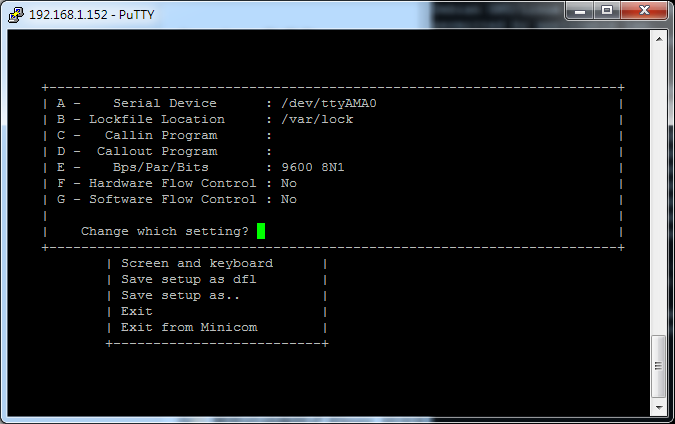 192.168.1.152 - PuTTY
A - Serial Device : /dev/ttyAMA0
B - Lockfile Location : /var/lock
C - Callin Program :
D - Callout Program :
E - Bps/Par/Bits : 9600 8N1
F - Hardware Flow Control : No
G - Software Flow Control : No
Change which setting?
Screen and keyboard
Save setup as dfl
Save setup as..
Exit
Exit from Minicom